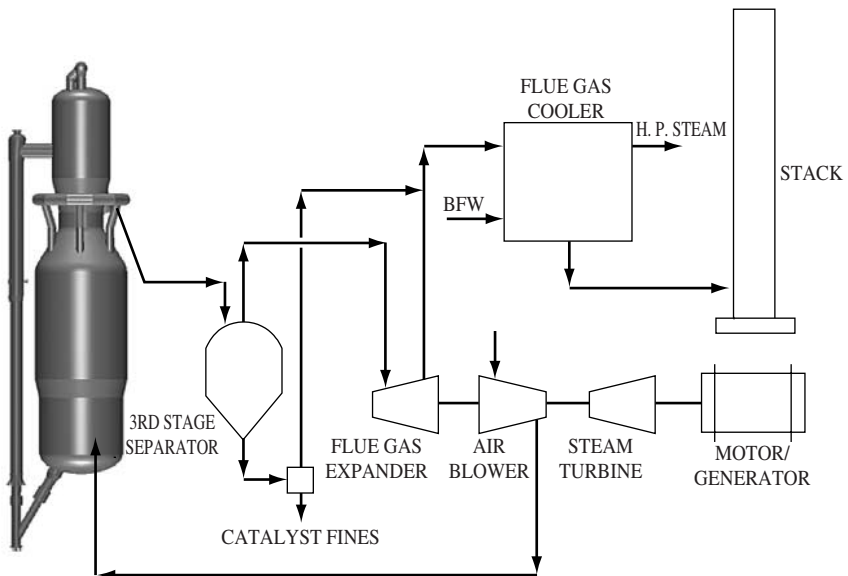 FLUE GAS
COOLER
H. P. STEAM
STACK
BFW
3RD STAGE
SEPARATOR
FLUE GAS
EXPANDER
AIR
BLOWER
STEAM
TURBINE
MOTOR/
GENERATOR
CATALYST FINES